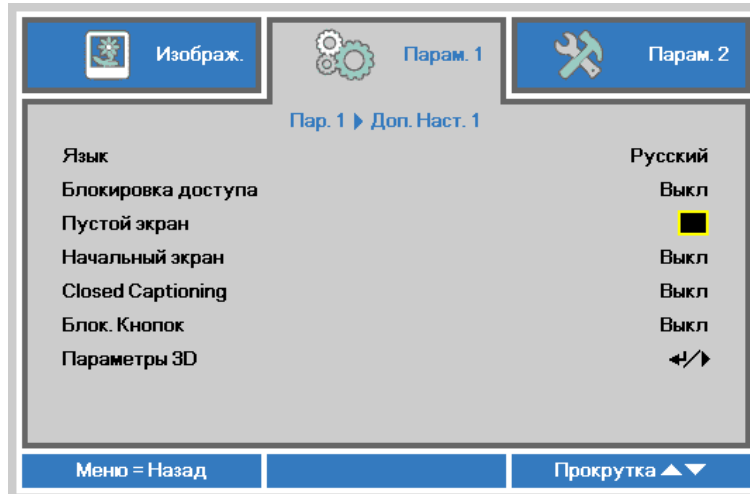 Изображ. Парам. 1 Парам. 2
Пар. 1 Доп. Наст. 1
Язык Русский
Блокировка доступа Выкл
Пустой экран
Начальный экран Выкл
Closed Captioning Выкл
Блок. Кнопок Выкл
Параметры 3D
Меню = Назад Прокрутка